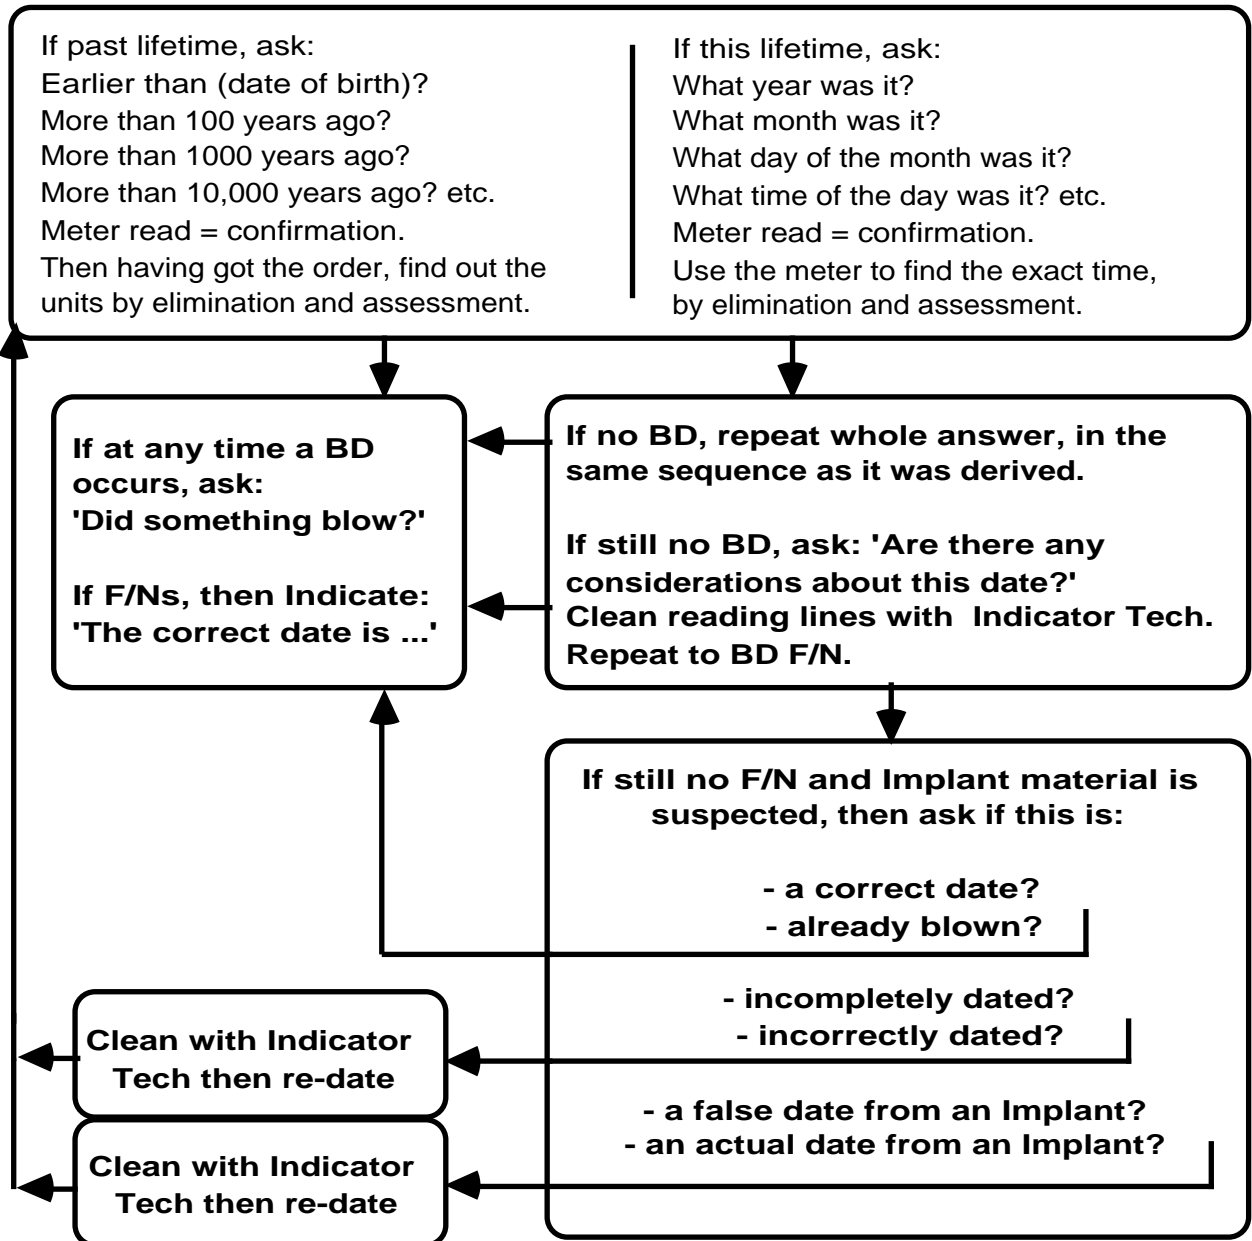 If past lifetime, ask:
Earlier than (date of birth)?
More than 100 years ago?
More than 1000 years ago?
More than 10,000 years ago? etc.
Meter read = confirmation.
Then having got the order, find out the
units by elimination and assessment.
If this lifetime, ask:
What year was it?
What month was it?
What day of the month was it?
What time of the day was it? etc.
Meter read = confirmation.
Use the meter to find the exact time,
by elimination and assessment.
If at any time a BD
occurs, ask:
'Did something blow?'
If F/Ns, then Indicate:
'The correct date is ...'
If no BD, repeat whole answer, in the
same sequence as it was derived.
If still no BD, ask: 'Are there any
considerations about this date?'
Clean reading lines with Indicator Tech.
Repeat to BD F/N.
If still no F/N and Implant material is
suspected, then ask if this is:
- a correct date?
- already blown?
- incompletely dated?
- incorrectly dated?
- a false date from an Implant?
- an actual date from an Implant?
Clean with Indicator
Tech then re-date
Clean with Indicator
Tech then re-date